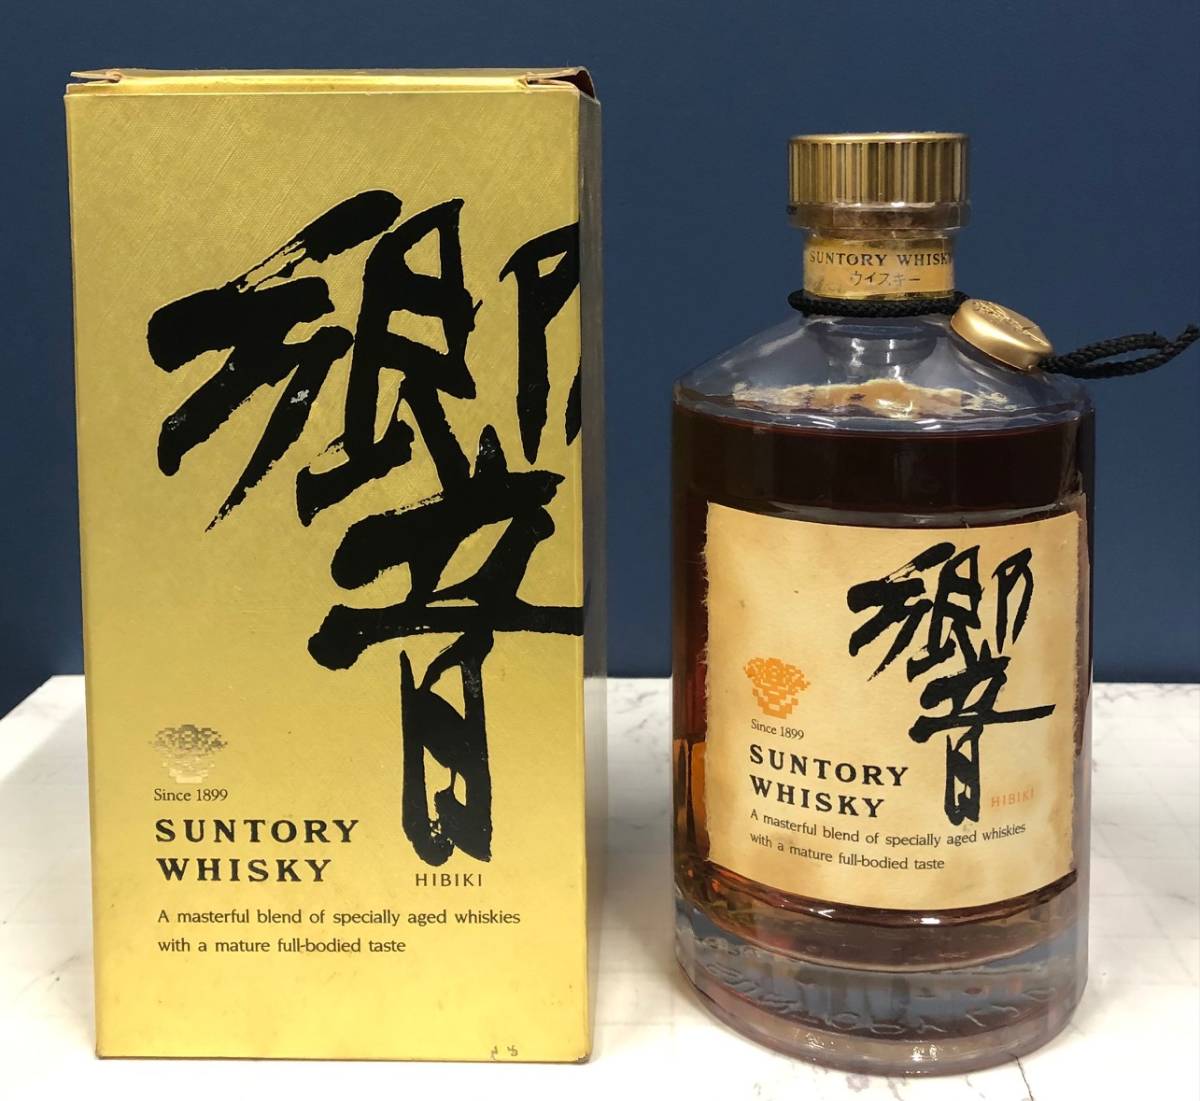 響
Since 1899
SUNTORY
WHISKY
HIBIKI
A masterful blend of specially aged whiskies
with a mature full-bodied taste
SUNTORY WHISKY
ウイスキー
響
Since 1899
SUNTORY
WHISKY
HIBIKI
A masterful blend of specially aged whiskies
with a mature full-bodied taste